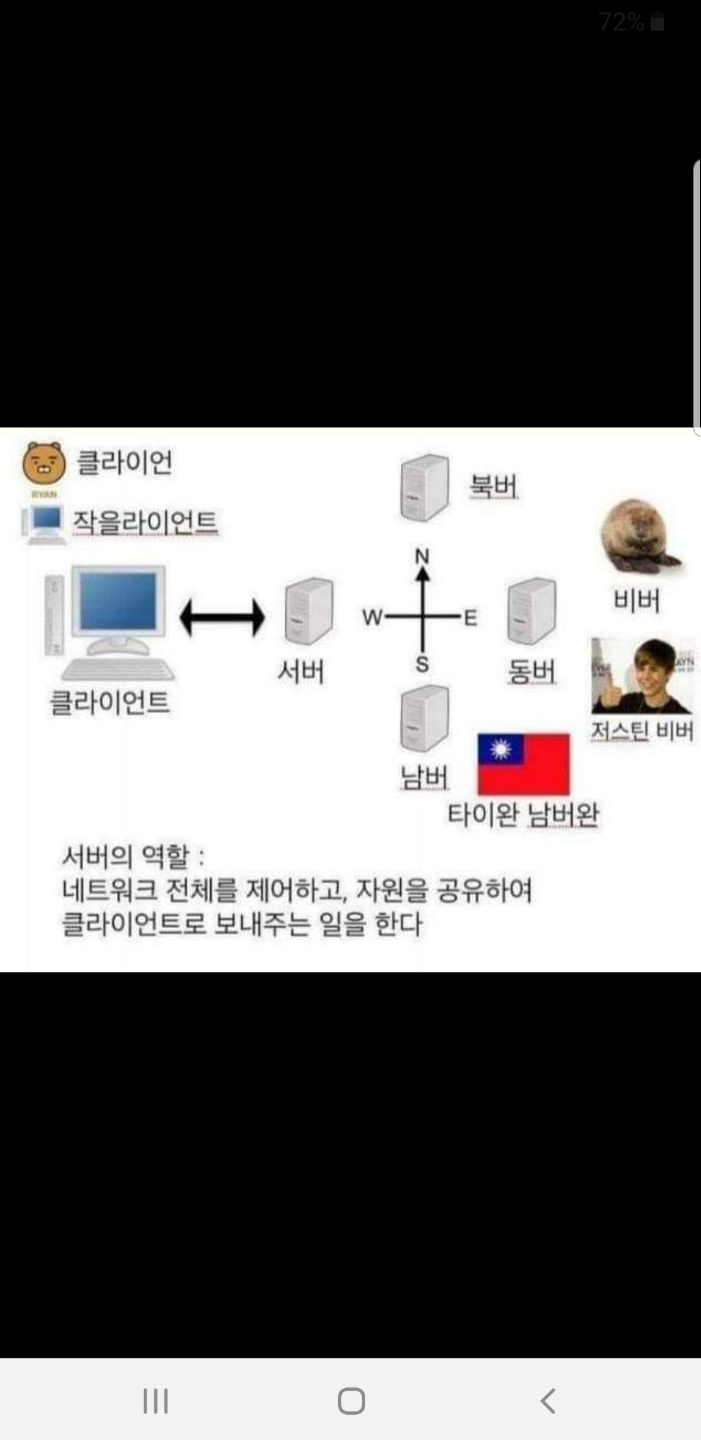 72%
클라이언
RYAN
작을라이언트
클라이언트
서버
북버
N
W
E
S
동버
남버
비버
저스틴 비버
타이완 남버완
서버의 역할 :
네트워크 전체를 제어하고, 자원을 공유하여
클라이언트로 보내주는 일을 한다